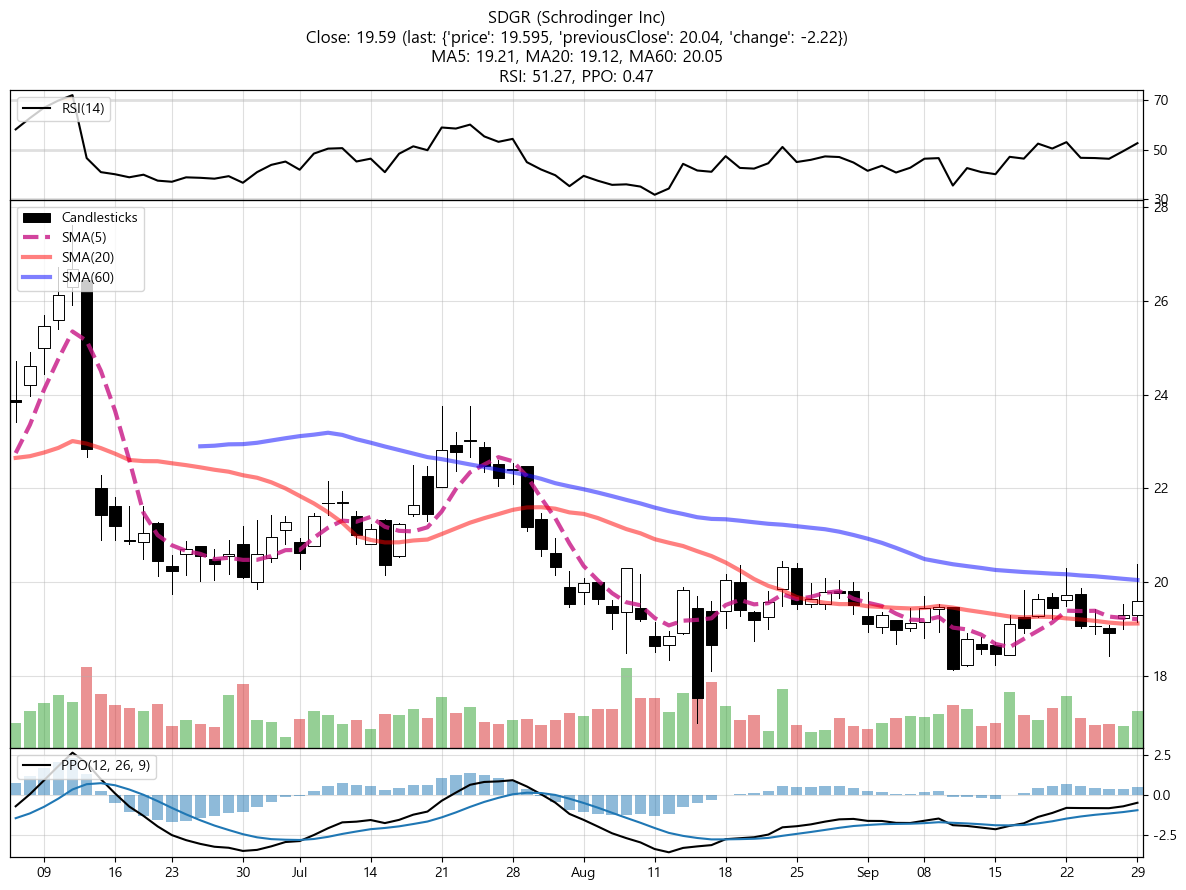 SDGR (Schrodinger Inc)
Close: 19.59 (last: {'price': 19.595, 'previousClose': 20.04, 'change': -2.22})
MA5: 19.21, MA20: 19.12, MA60: 20.05
RSI: 51.27, PPO: 0.47
RSI(14)
70
50
30
Candlesticks
SMA(5)
SMA(20)
SMA(60)
28
26
24
22
20
18
PPO(12, 26, 9)
2.5
0.0
-2.5
09 16 23 30 Jul 14 21 28 Aug 11 18 25 Sep 08 15 22 29